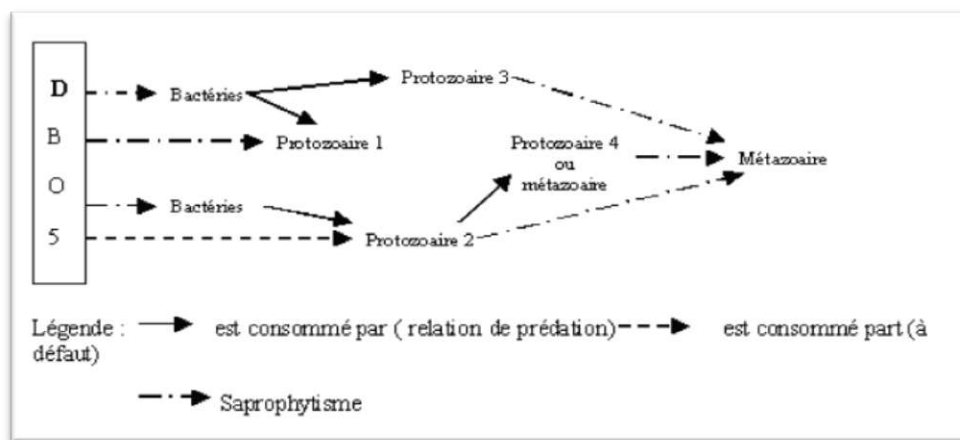 D
B
O
5
Bactéries
Protozoaire 3
Protozoaire 1
Protozoaire 4
ou
métazoaire
Métazoaire
Bactéries
Protozoaire 2
Légende : est consommé par ( relation de prédation) est consommé part (à
défaut)
Saprophytisme